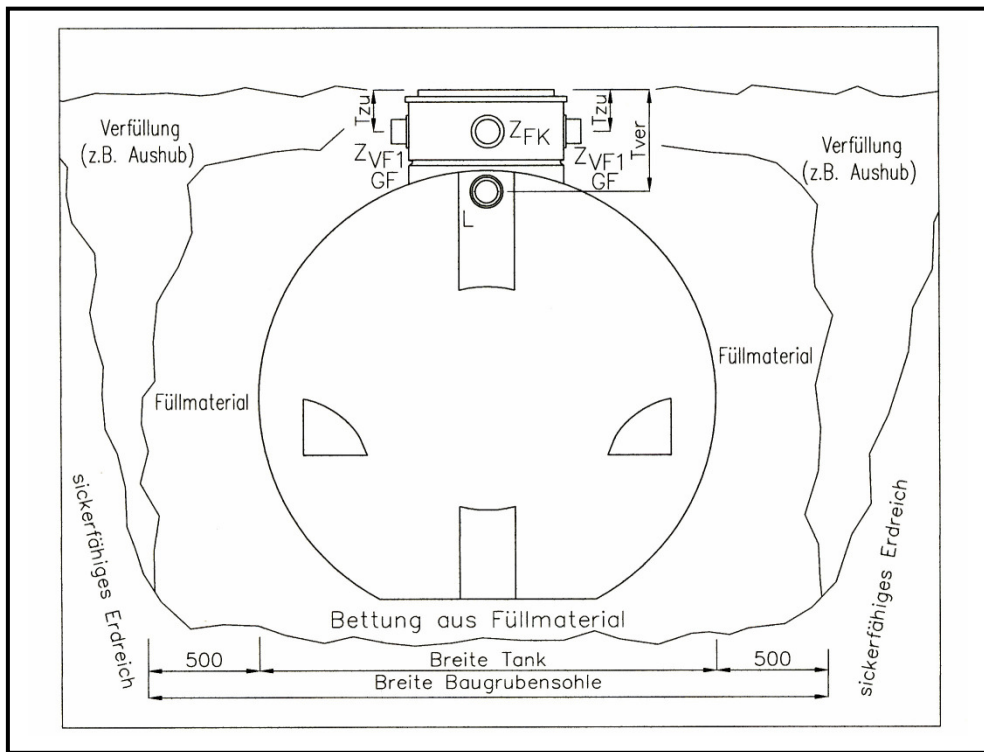 Tzu
Tzu
Tver
Verfüllung
(z.B. Aushub)
ZFK
ZVF1
GF
ZVF1
GF
Verfüllung
(z.B. Aushub)
L
Füllmaterial
Füllmaterial
sickerfähiges Erdreich
sickerfähiges Erdreich
Bettung aus Füllmaterial
500
Breite Tank
500
Breite Baugrubensohle